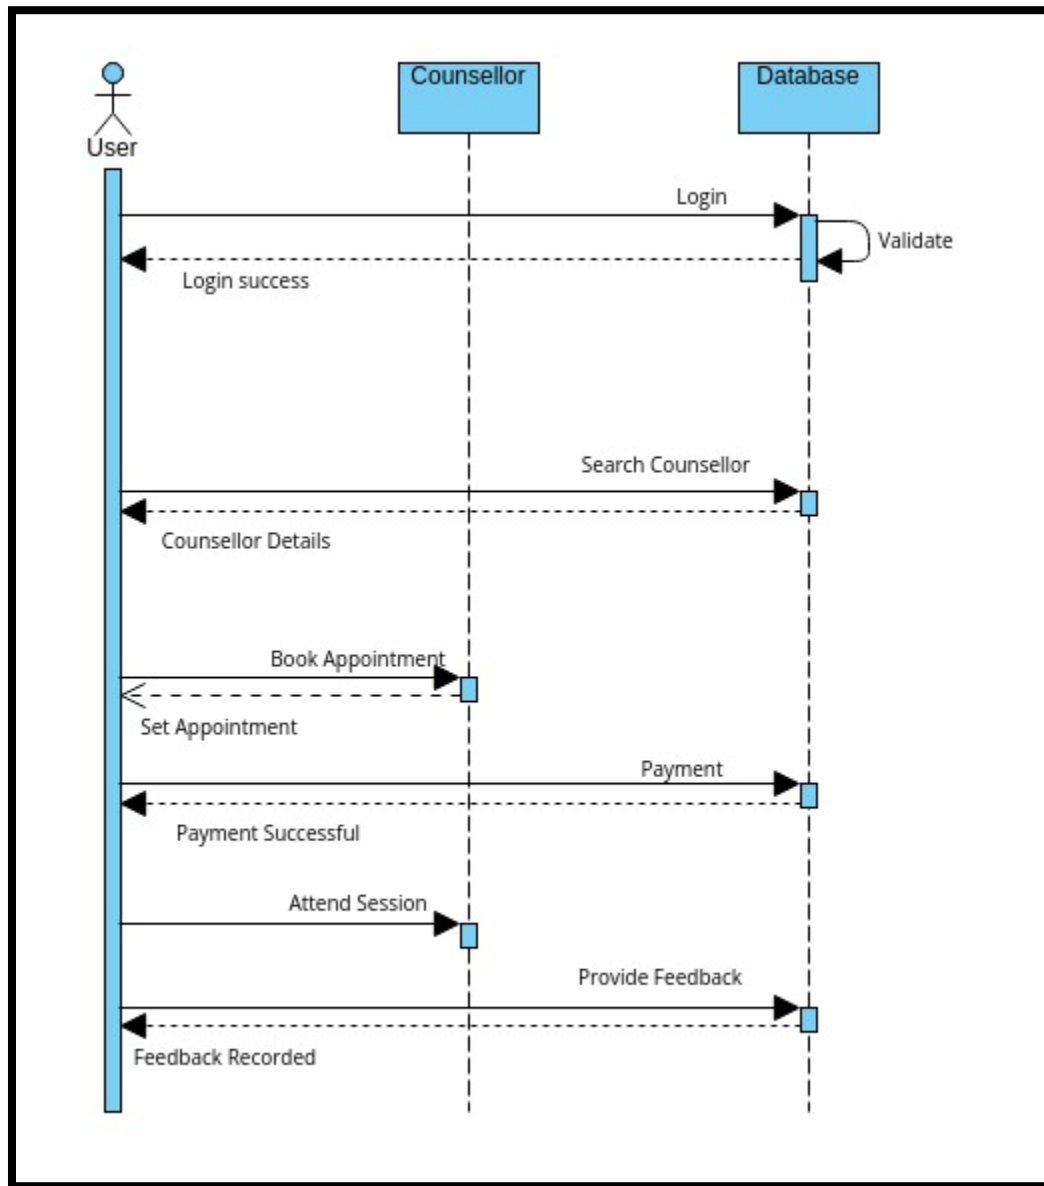 Counsellor
Database
User
Login
Validate
Login success
Search Counsellor
Counsellor Details
Book Appointment
Set Appointment
Payment
Payment Successful
Attend Session
Provide Feedback
Feedback Recorded